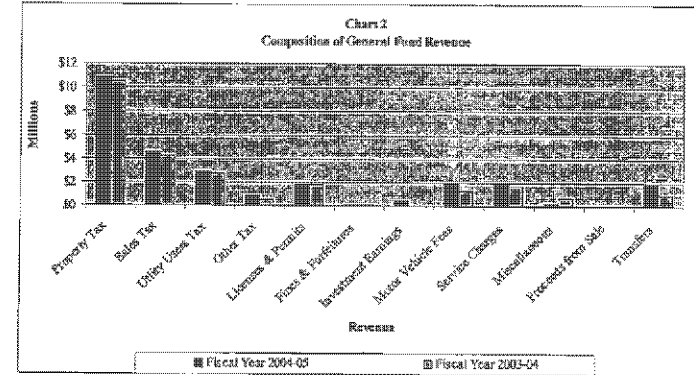 Chart 2
Composition of General Fund Revenue
Millions
$12
$10
$8
$6
$4
$2
$0
Property Tax
Sales Tax
Utility Users Tax
Other Tax
Licenses & Permits
Fines & Forfeitures
Investment Earnings
Motor Vehicle Fees
Service Charges
Miscellaneous
Proceeds from Sale
Transfers
Revenue
Fiscal Year 2004-05
Fiscal Year 2003-04